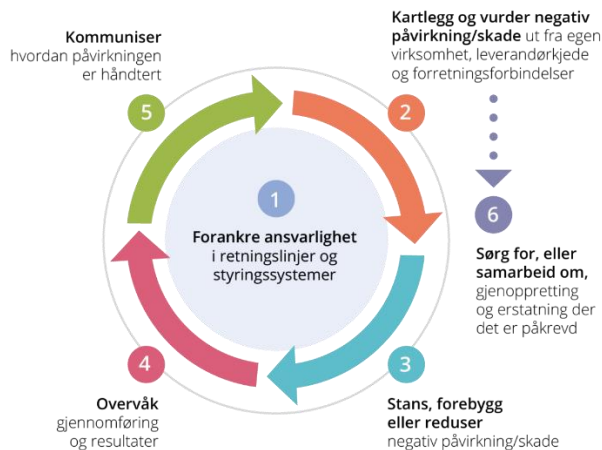 1
Forankre ansvarlighet
i retningslinjer og
styringssystemer
2
Kartlegg og vurder negativ
påvirkning/skade ut fra egen
virksomhet, leverandørkjede
og forretningsforbindelser
3
Stans, forebygg
eller reduser
negativ påvirkning/skade
4
Overvåk
gjennomføring
og resultater
5
Kommuniser
hvordan påvirkningen
er håndtert
6
Sørg for, eller
samarbeid om,
gjenoppretting
og erstatning der
det er påkrevd